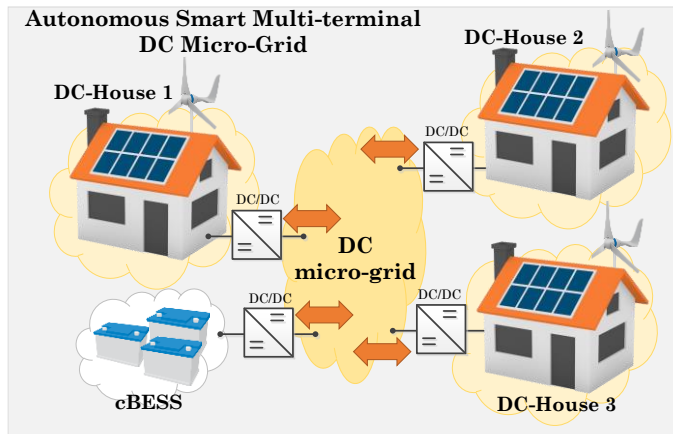 Autonomous Smart Multi-terminal
DC Micro-Grid
DC-House 2
DC-House 1
DC/DC
DC/DC
DC
micro-grid
DC/DC
DC/DC
cBESS
DC-House 3